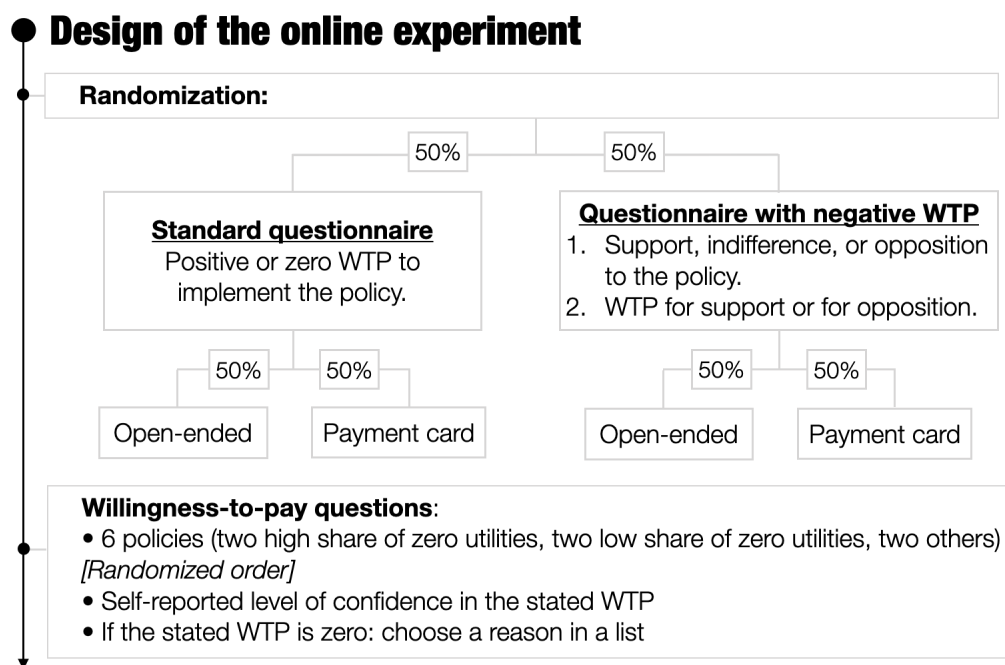 Design of the online experiment
Randomization:
50% 50%
Standard questionnaire
Positive or zero WTP to
implement the policy.
Questionnaire with negative WTP
1. Support, indifference, or opposition
to the policy.
2. WTP for support or for opposition.
50% 50%
50% 50%
Open-ended
Payment card
Open-ended
Payment card
Willingness-to-pay questions:
• 6 policies (two high share of zero utilities, two low share of zero utilities, two others)
[Randomized order]
• Self-reported level of confidence in the stated WTP
• If the stated WTP is zero: choose a reason in a list